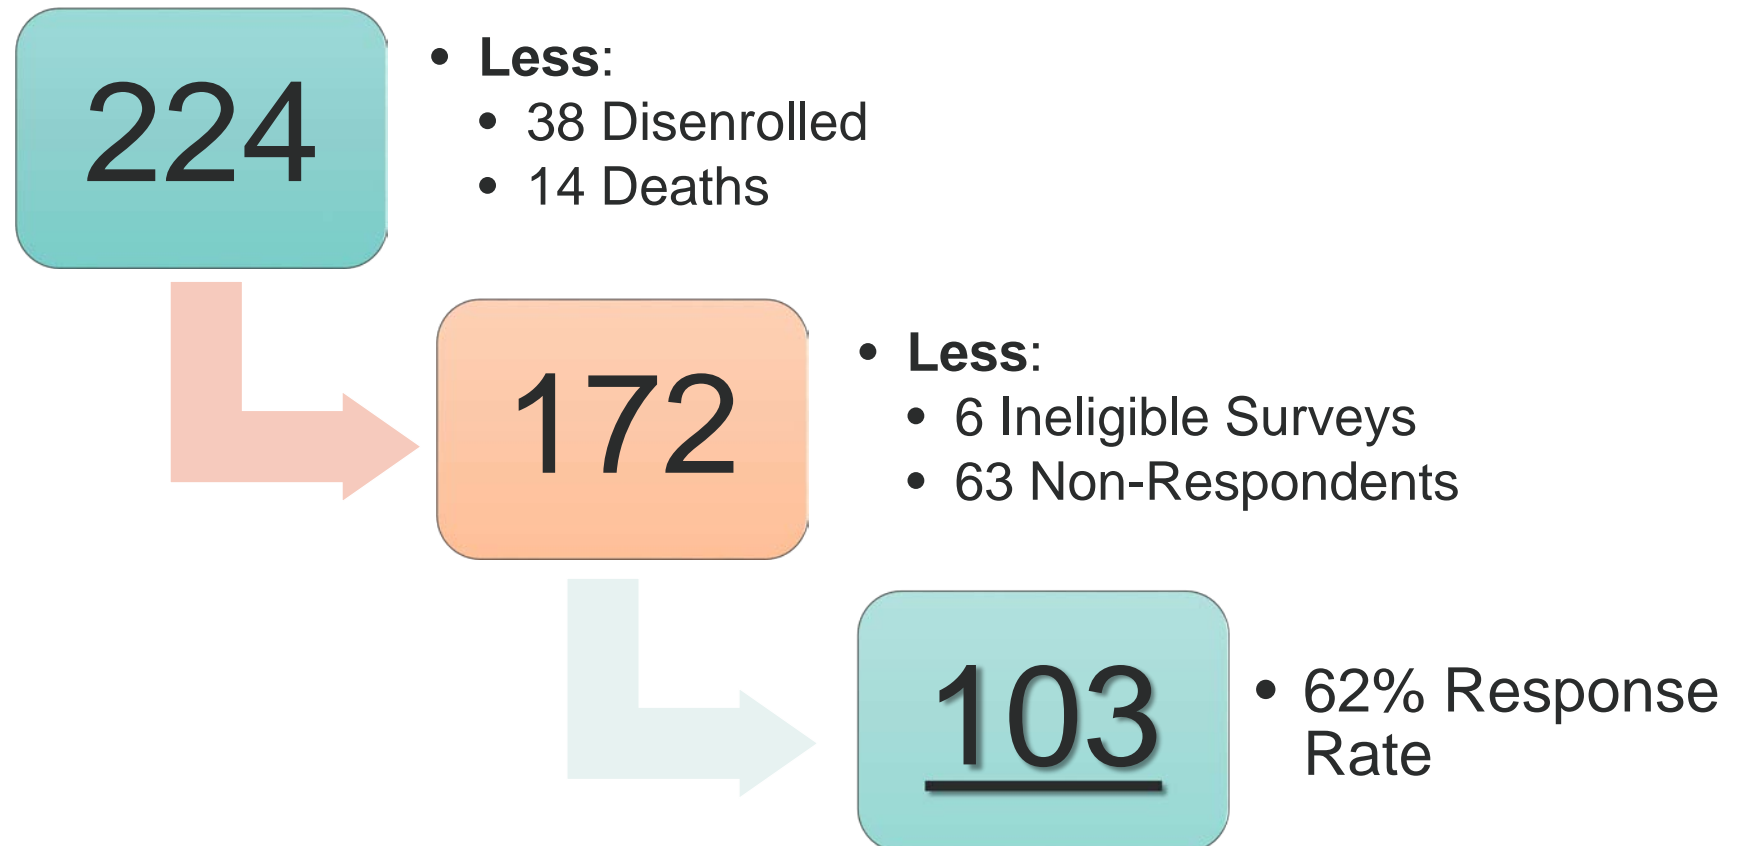 224
• Less:
• 38 Disenrolled
• 14 Deaths
172
• Less:
• 6 Ineligible Surveys
• 63 Non-Respondents
103
• 62% Response
Rate